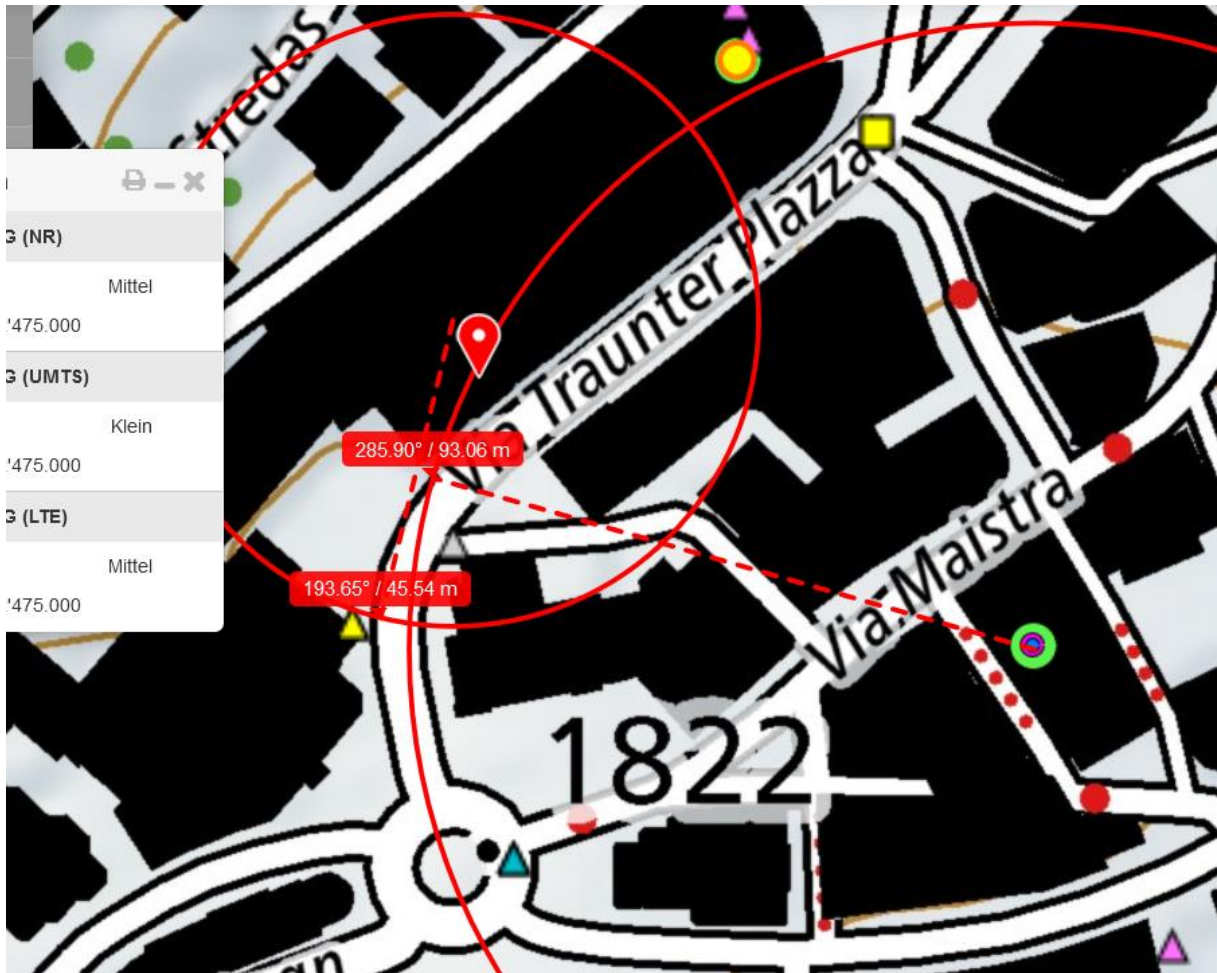 Stredas
G (NR)
Mittel
'475.000
G (UMTS)
Klein
'475.000
G (LTE)
Mittel
'475.000
Via Traunter Plazza
285.90° / 93.06 m
193.65° / 45.54 m
Via Maistra
1822